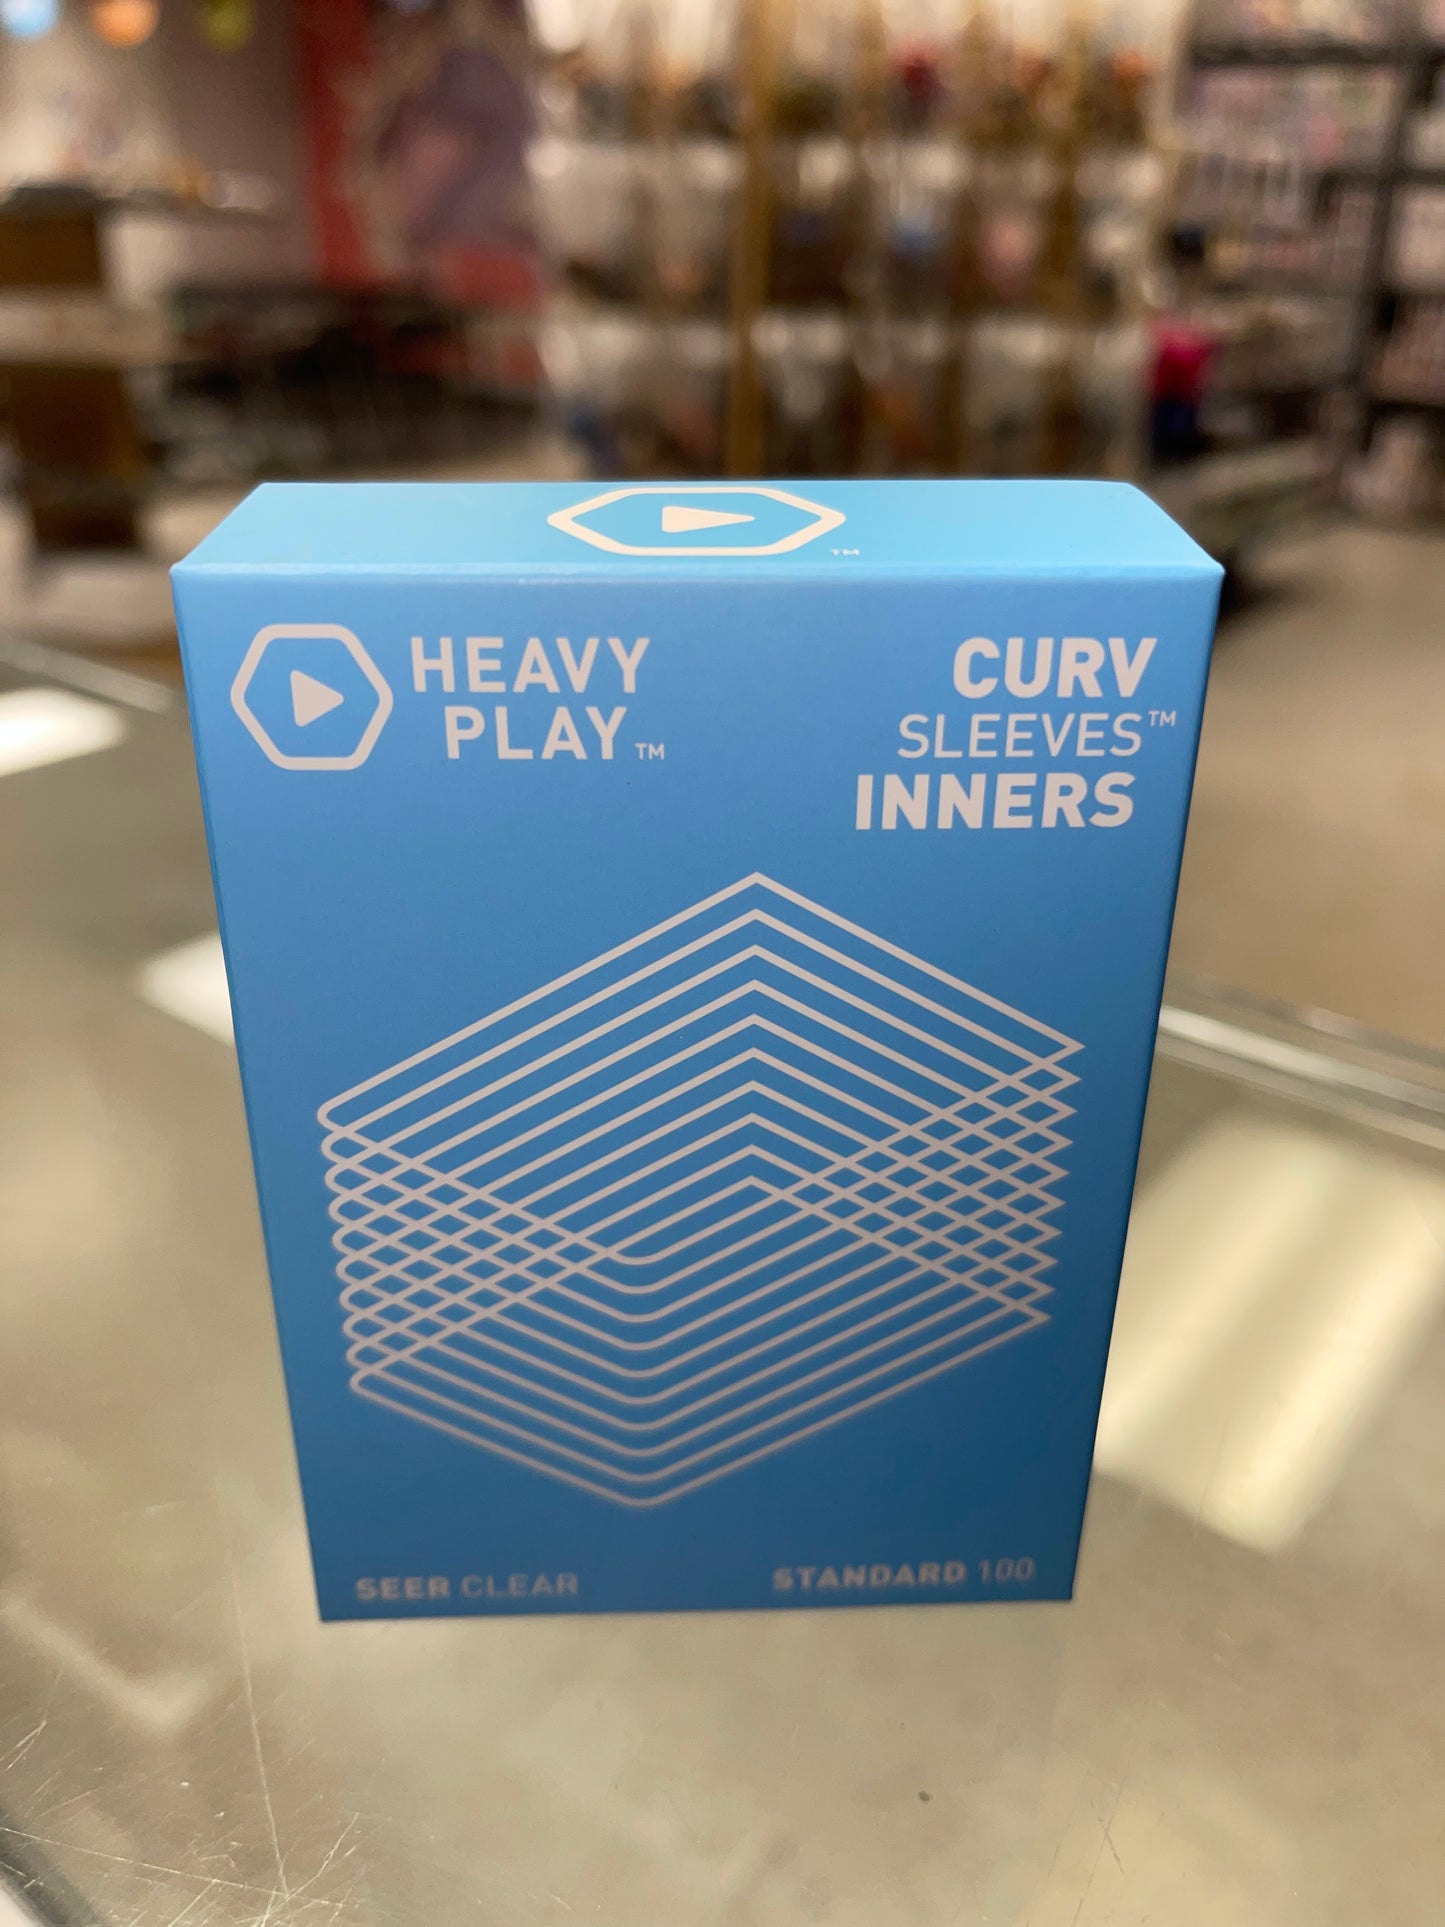 TM
HEAVY
PLAY™
CURV
SLEEVES™
INNERS
SEER CLEAR
STANDARD 100